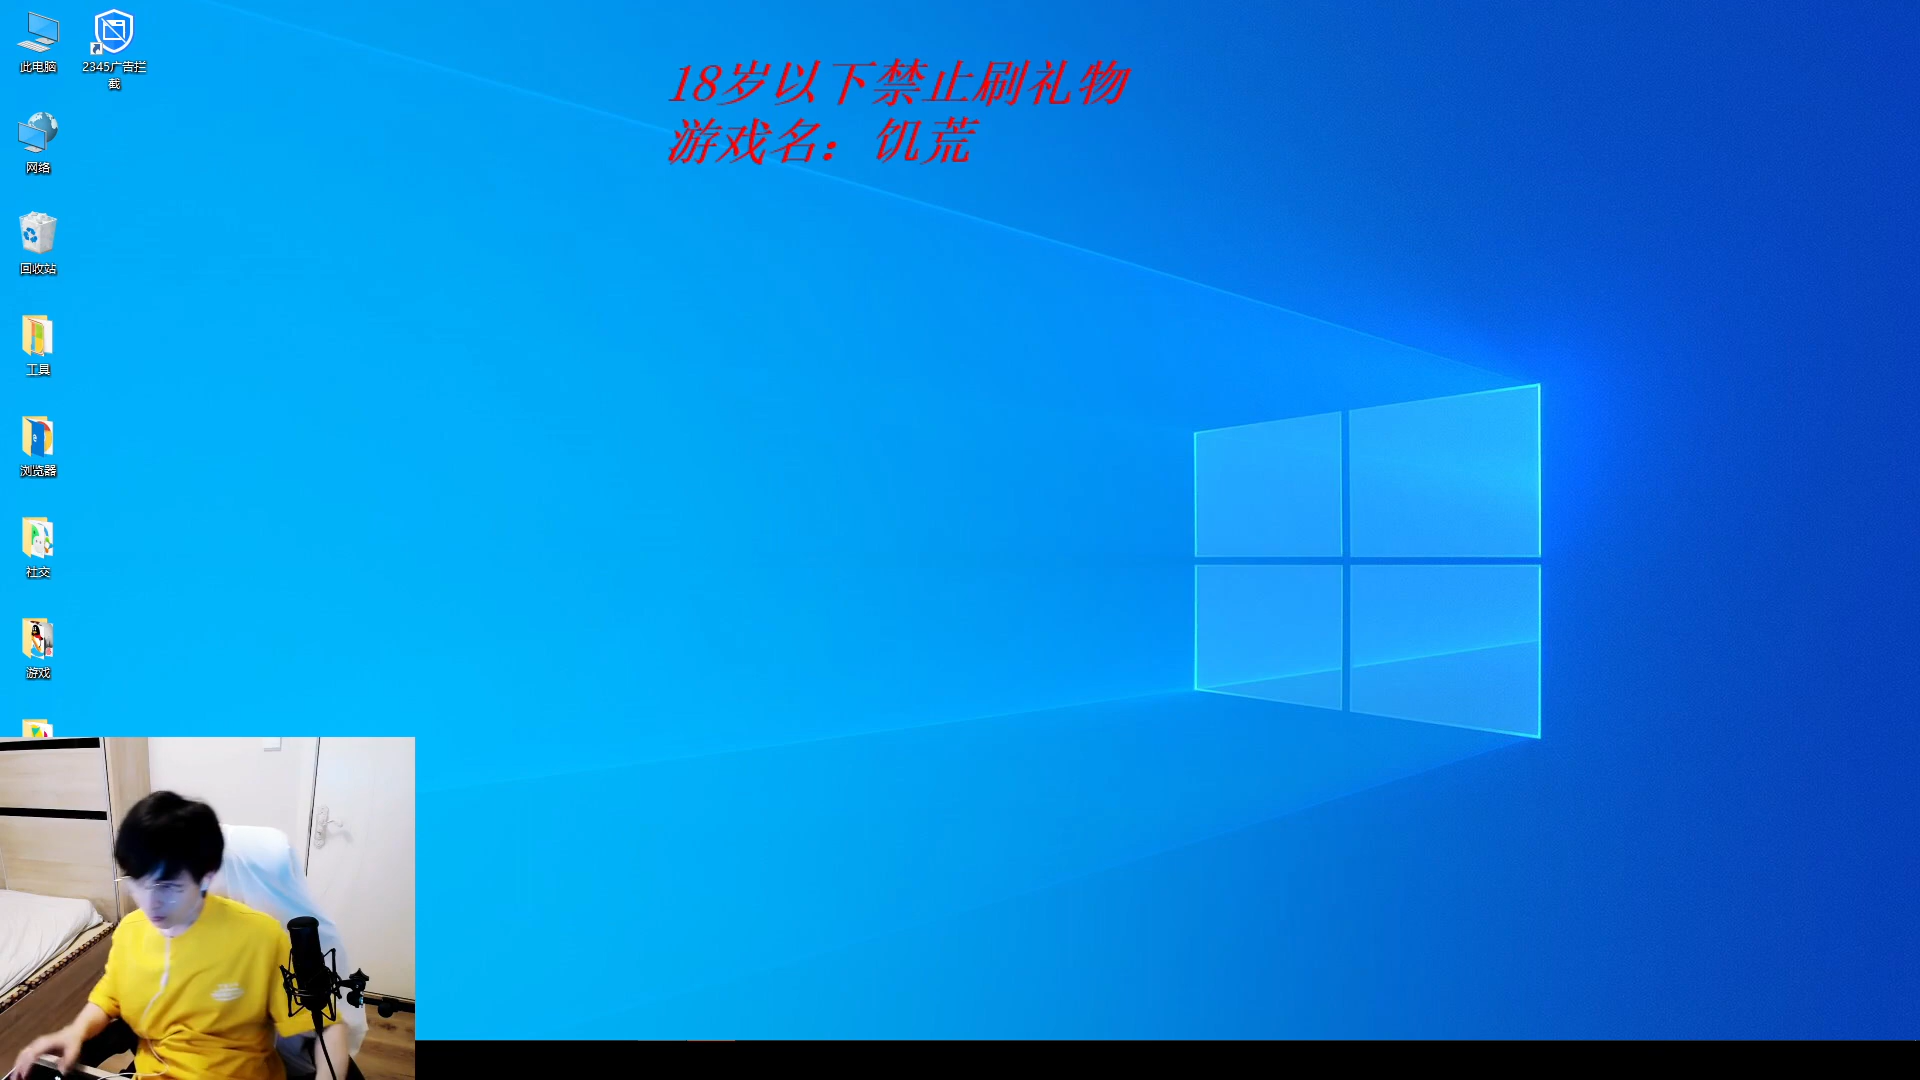 此电脑
2345广告拦
截
网络
回收站
工具
浏览器
社交
游戏
18岁以下禁止刷礼物
游戏名：饥荒